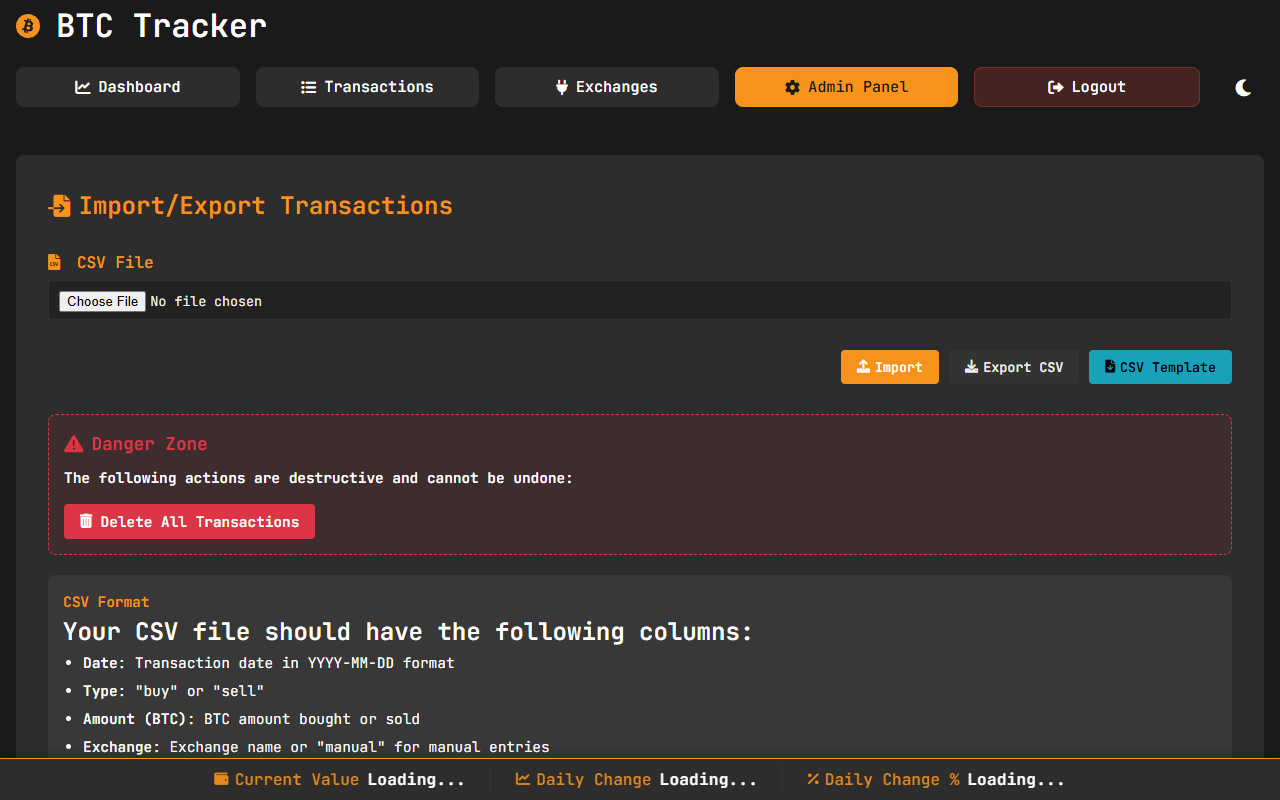 BTC Tracker
Dashboard
Transactions
Exchanges
Admin Panel
Logout
Import/Export Transactions
CSV File
Choose File No file chosen
Import
Export CSV
CSV Template
Danger Zone
The following actions are destructive and cannot be undone:
Delete All Transactions
CSV Format
Your CSV file should have the following columns:
• Date: Transaction date in YYYY-MM-DD format
• Type: "buy" or "sell"
• Amount (BTC): BTC amount bought or sold
• Exchange: Exchange name or "manual" for manual entries
Current Value Loading...
Daily Change Loading...
Daily Change % Loading...